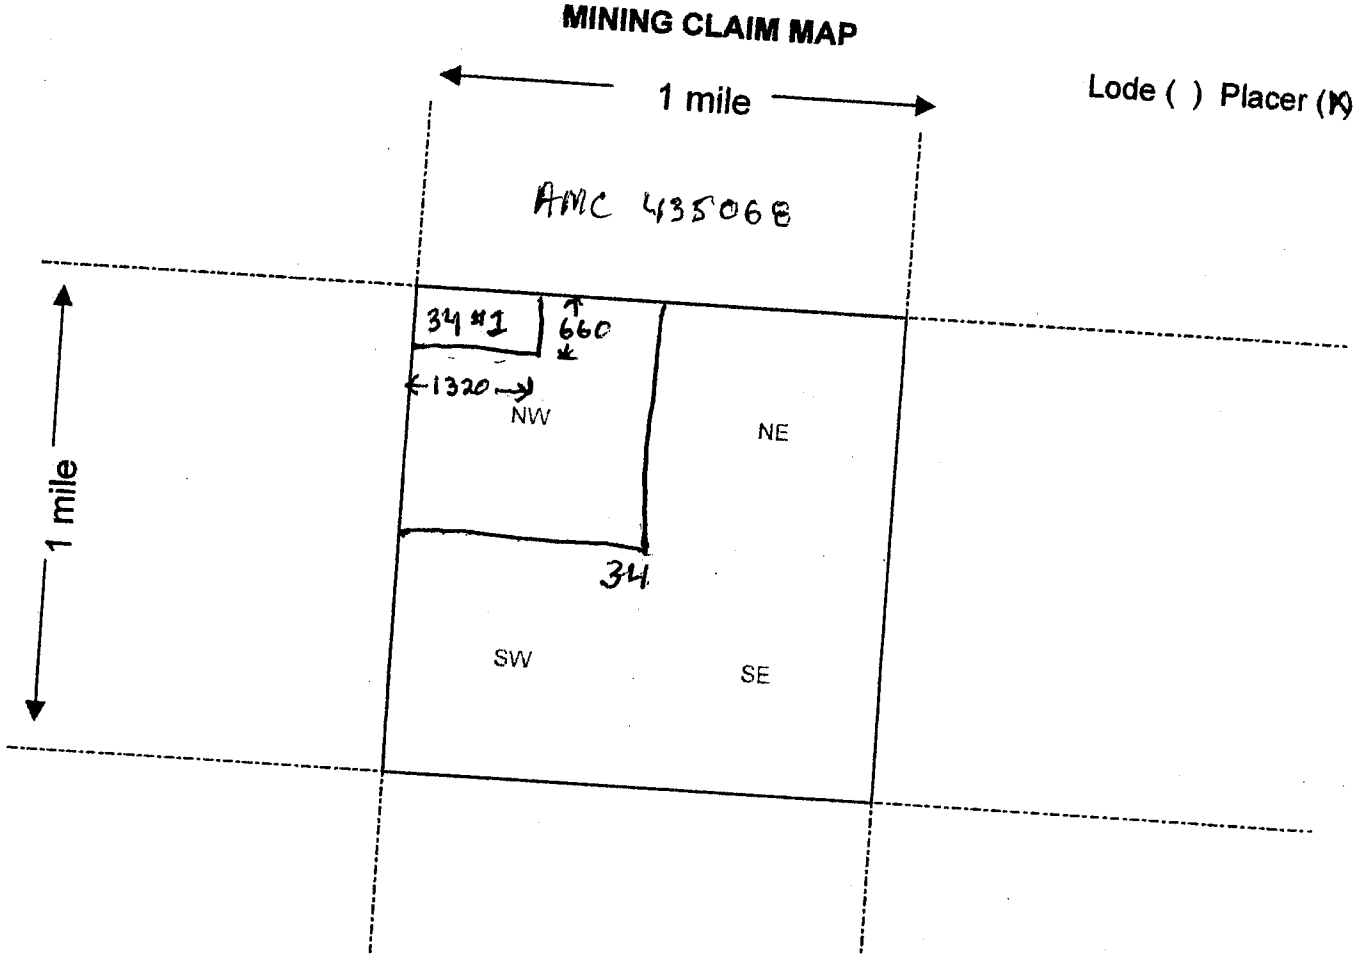 MINING CLAIM MAP
1 mile
Lode ( ) Placer (X)
AMC 435068
34 #1
660
1320
NW
NE
1 mile
34
SW
SE